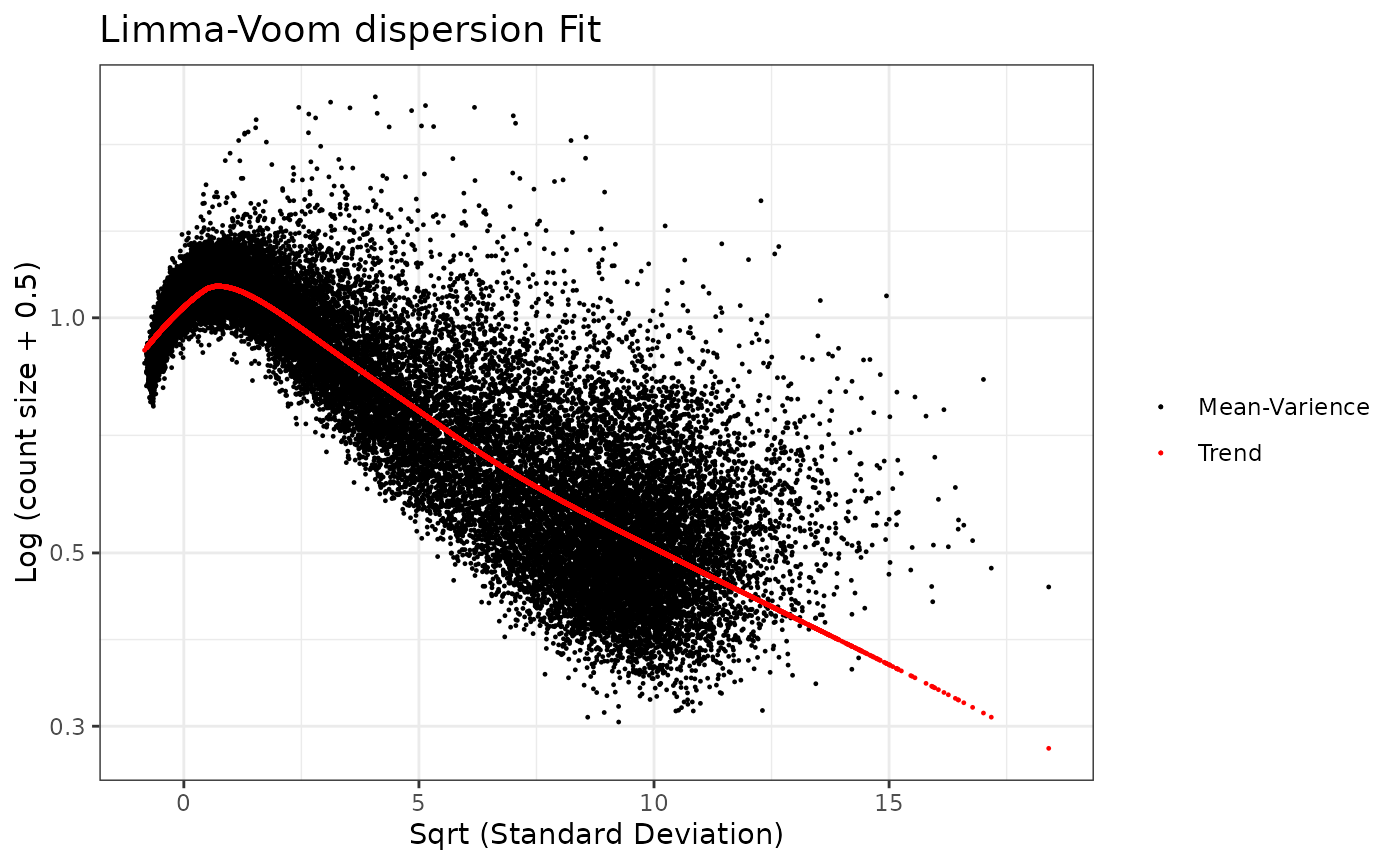 Limma-Voom dispersion Fit
Log (count size + 0.5)
1.0
0.5
0.3
0
5
10
15
Sqrt (Standard Deviation)
Mean-Varience
Trend